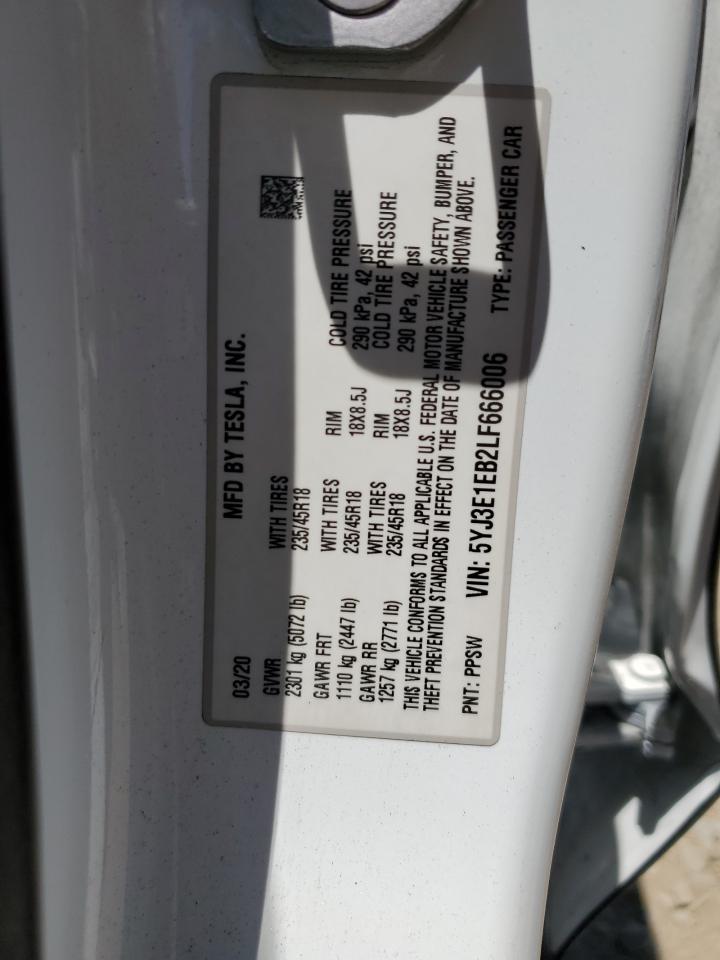 03/20 MFD BY TESLA, INC.
GVWR WITH TIRES
2301 kg (5072 lb) 235/45R18
GAWR FRT WITH TIRES RIM COLD TIRE PRESSURE
1110 kg (2447 lb) 235/45R18 18X8.5J 290 kPa, 42 psi
GAWR RR WITH TIRES RIM COLD TIRE PRESSURE
1257 kg (2771 lb) 235/45R18 18X8.5J 290 kPa, 42 psi
THIS VEHICLE CONFORMS TO ALL APPLICABLE U.S. FEDERAL MOTOR VEHICLE SAFETY, BUMPER, AND
THEFT PREVENTION STANDARDS IN EFFECT ON THE DATE OF MANUFACTURE SHOWN ABOVE.
PNT: PPSW VIN: 5YJ3E1EB2LF666006 TYPE: PASSENGER CAR